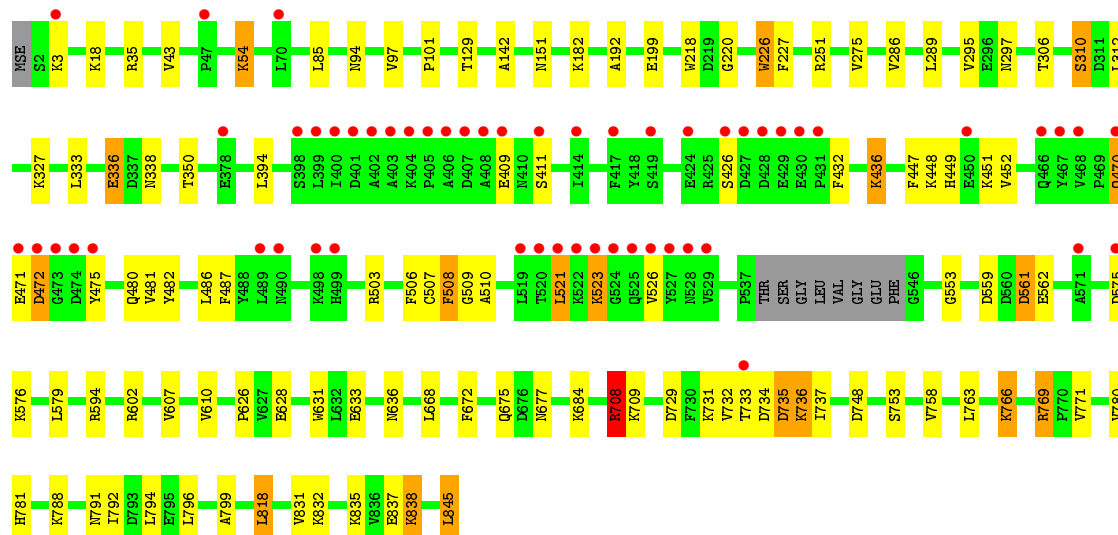 MSE S2 K3 K18 R35 V43 P47 K54 L70 L85 N94 V97 P101 T129 A142 N151 K182 A192 E199 W218 D219 G220 W226 F227 R251 V275 V286 L289 V295 E296 N297 T306 S310 D311 L312
K327 L333 E336 D337 N338 T350 E378 L394 S398 L399 I400 D401 A402 A403 K404 P405 A406 D407 A408 E409 N410 S411 I414 F417 Y418 S419 E424 R425 S426 D427 D428 E429 E430 P431 F432 K436 F447 K448 H449 E450 K451 V452 Q466 Y467 V468 P469
E471 D472 G473 D474 Y475 Q480 V481 Y482 L486 F487 Y488 L489 N490 K498 H499 R503 F506 C507 F508 G509 A510 L519 T520 L521 K522 K523 G524 Q525 V526 Y527 N528 V529 P537 THR SER GLY LEU VAL GLY GLU PHE G546 G553 D559 D560 D561 E562 A571 D575
K576 L579 R594 R602 V607 V610 P626 V627 E628 W631 L632 E633 N636 L668 F672 Q675 D676 N677 K684 R708 K709 D729 F730 K731 V732 T733 D734 D735 K736 I737 D748 S753 V758 L763 K766 R769 P770 V771
H781 K788 N791 I792 D793 L794 E795 L796 A799 L818 V831 K832 K835 V836 E837 K838 L845